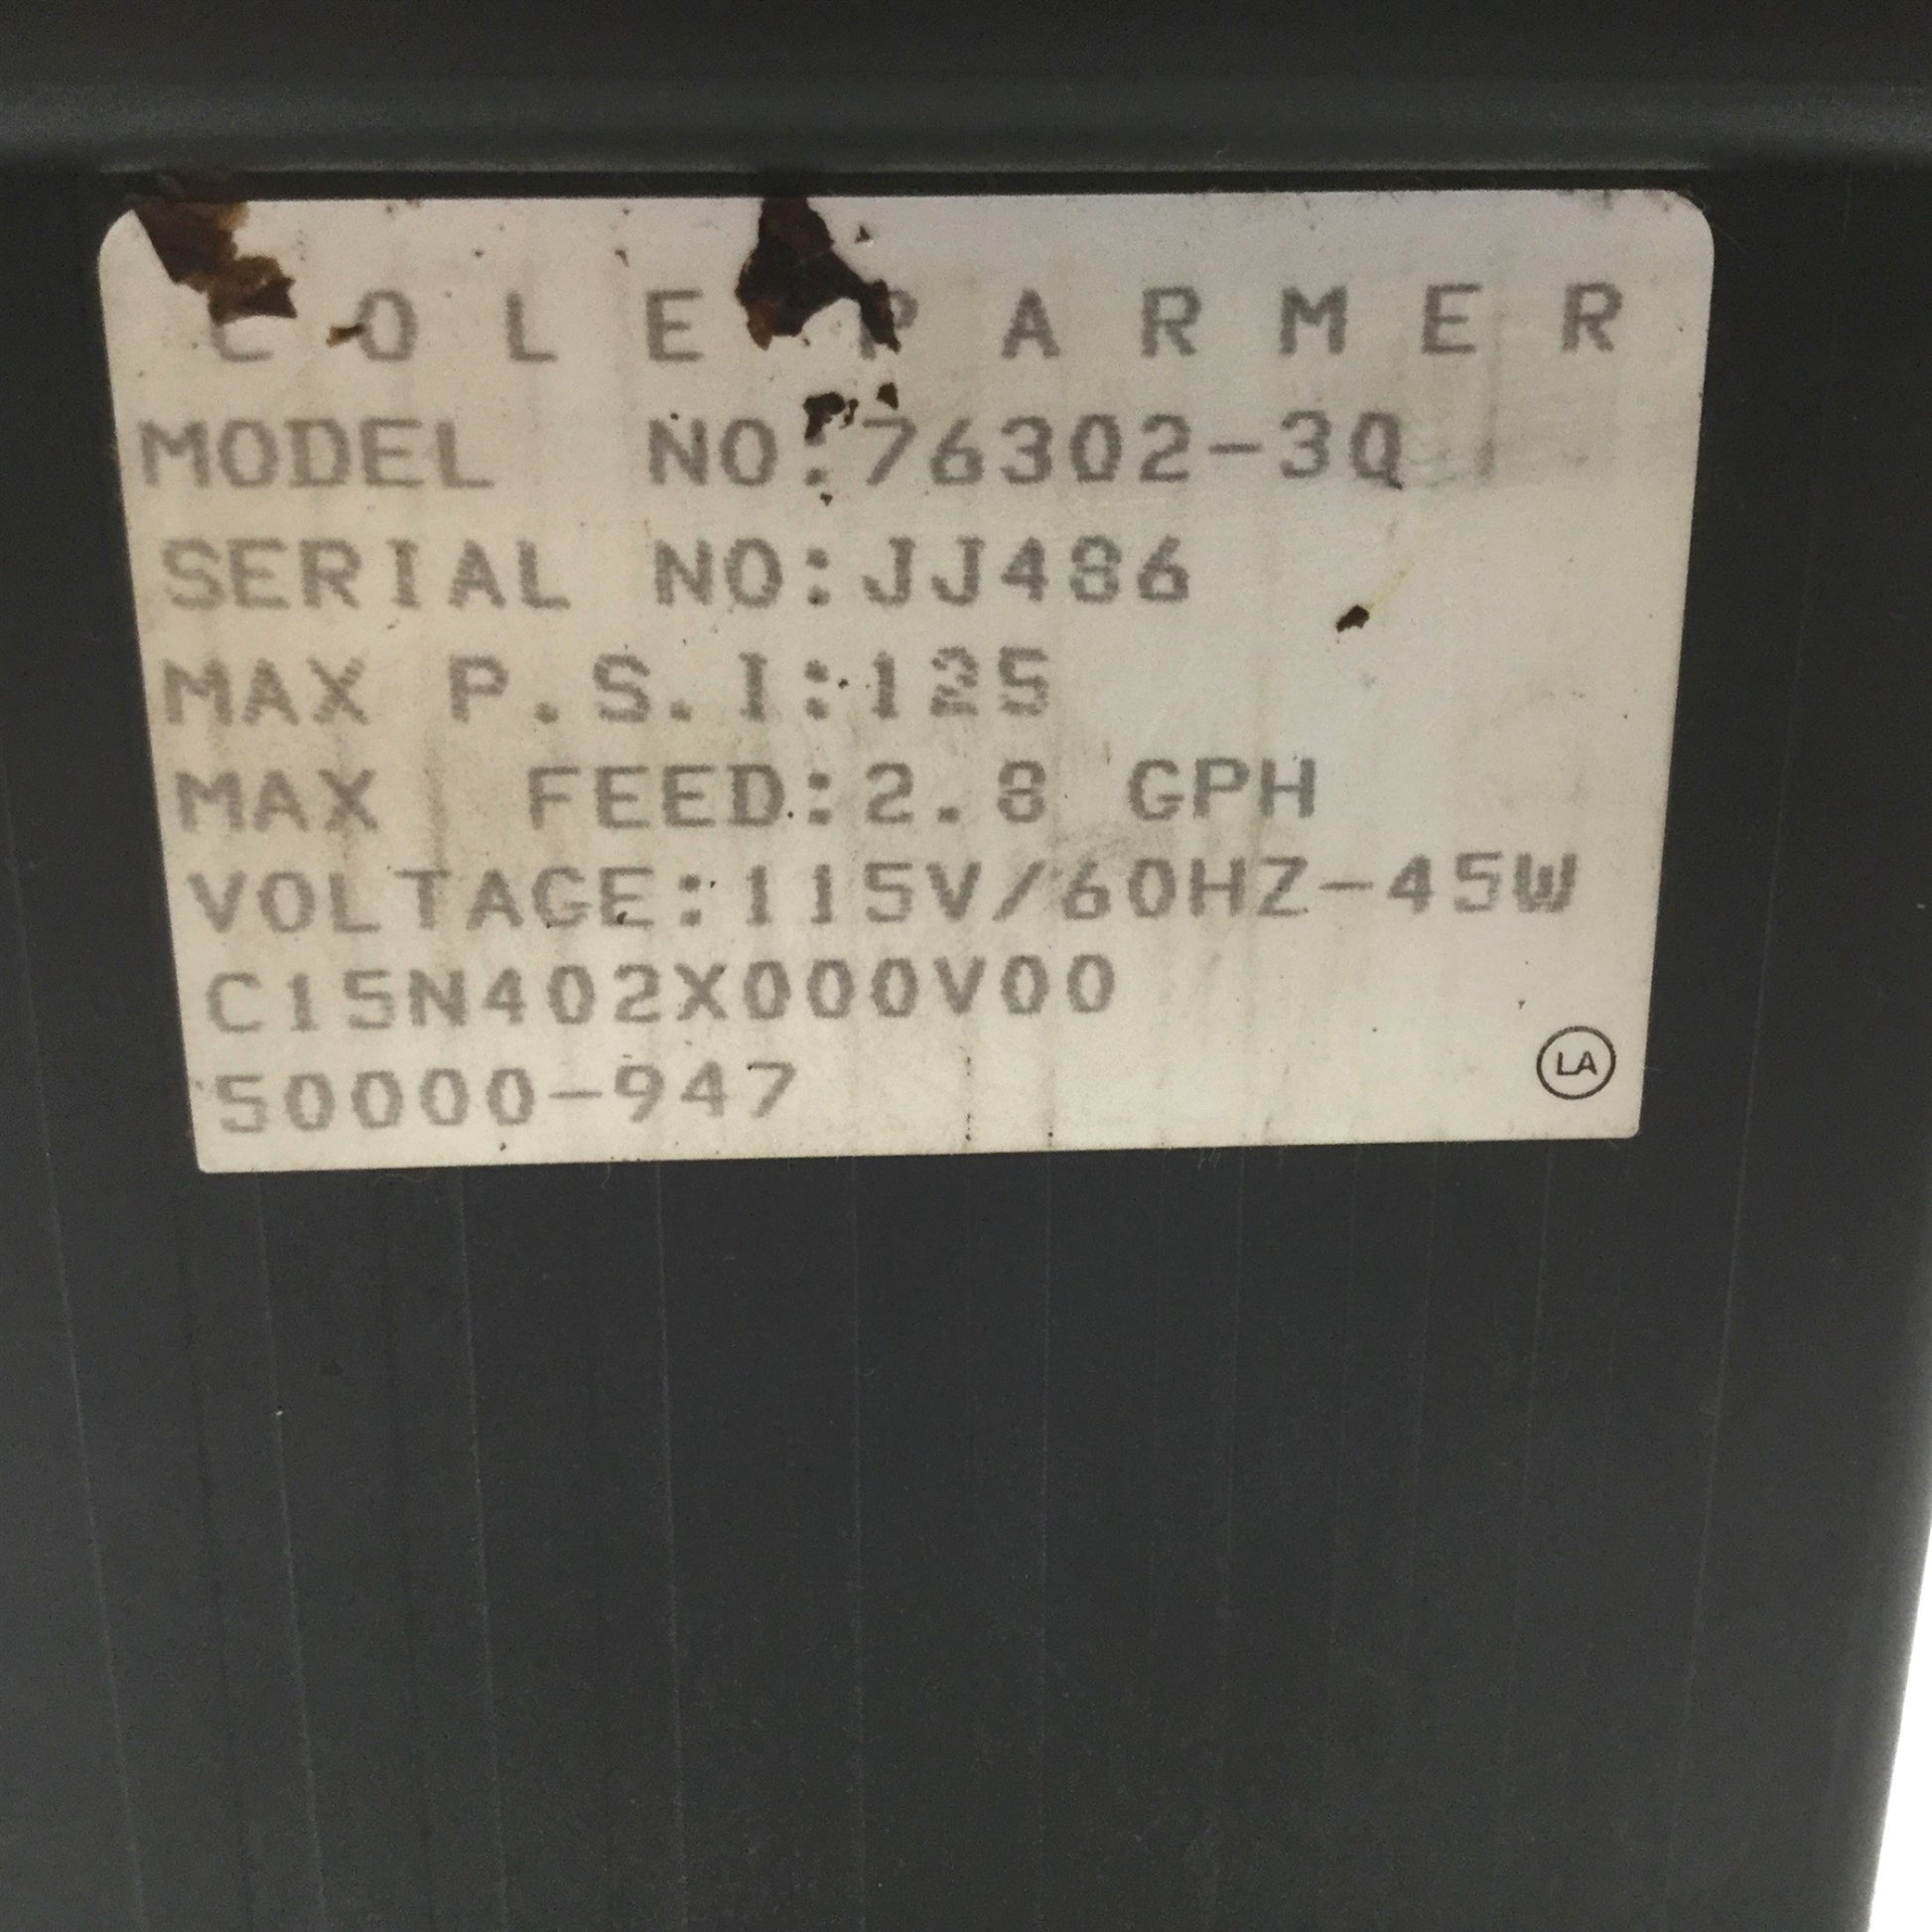 COLE PARMER
MODEL NO:76302-3Q
SERIAL NO:JJ486
MAX P.S.I:125
MAX FEED:2.8 GPH
VOLTAGE:115V/60HZ-45W
C15N402X000V00
50000-947
LA